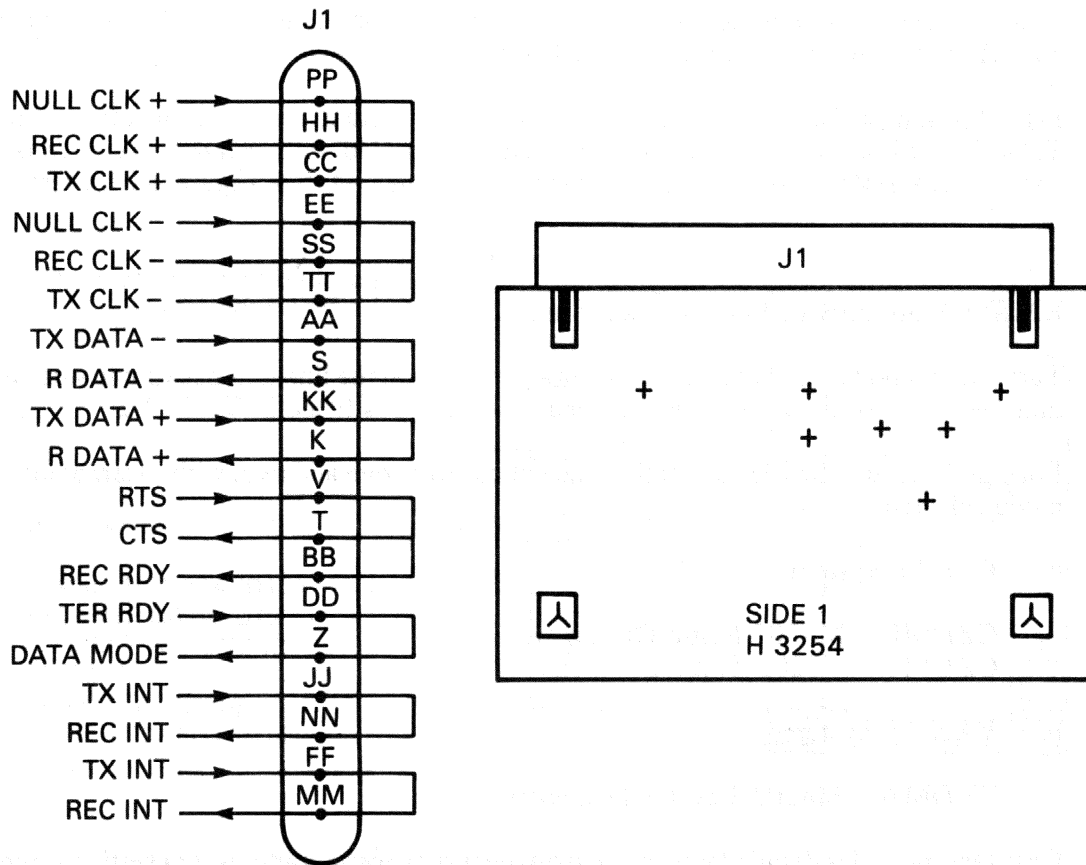 J1
PP
NULL CLK +
HH
REC CLK +
CC
TX CLK +
EE
NULL CLK –
SS
REC CLK –
TT
TX CLK –
AA
TX DATA –
S
R DATA –
KK
TX DATA +
K
R DATA +
V
RTS
T
CTS
BB
REC RDY
DD
TER RDY
Z
DATA MODE
JJ
TX INT
NN
REC INT
FF
TX INT
MM
REC INT
J1
SIDE 1
H 3254